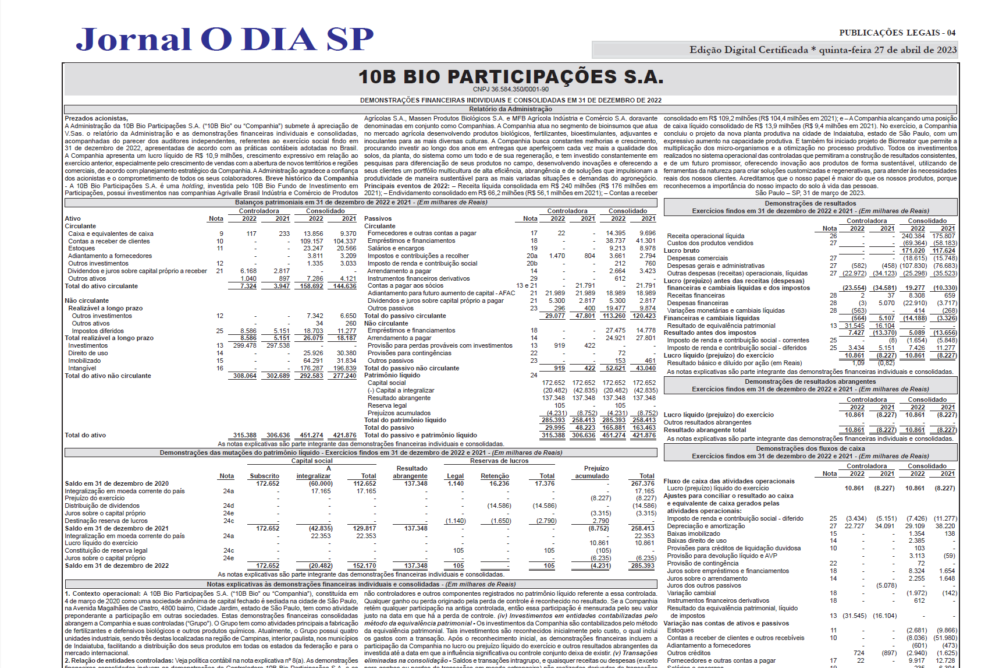 Jornal O DIA SP
PUBLICAÇÕES LEGAIS - 04
Edição Digital Certificada * quinta-feira 27 de abril de 2023
10B BIO PARTICIPAÇÕES S.A.
CNPJ 36.584.350/0001-90
DEMONSTRAÇÕES FINANCEIRAS INDIVIDUAIS E CONSOLIDADAS EM 31 DE DEZEMBRO DE 2022
Relatório da Administração
Prezados acionistas,
A Administração da 10B Bio Participações S.A. (“10B Bio” ou “Companhia”) submete à apreciação de
V.Sas. o relatório da Administração e as demonstrações financeiras individuais e consolidadas,
acompanhadas do parecer dos auditores independentes, referentes ao exercício social findo em
31 de dezembro de 2022, apresentadas de acordo com as práticas contábeis adotadas no Brasil.
A Companhia apresenta um lucro líquido de R$ 10,9 milhões, crescimento expressivo em relação ao
exercício anterior, especialmente pelo crescimento de vendas com a abertura de novos territórios e regiões
comerciais, de acordo com planejamento estratégico da Companhia. A Administração agradece a confiança
dos acionistas e o comprometimento de todos os seus colaboradores. Breve histórico da Companhia
- A 10B Bio Participações S.A. é uma holding, investida pelo 10B Bio Fundo de Investimento em
Participações, possui investimentos nas companhias Agrivalle Brasil Indústria e Comércio de Produtos
Agrícolas S.A., Massen Produtos Biológicos S.A. e MFB Agrícola Indústria e Comércio S.A. doravante
denominadas em conjunto como Companhias. A Companhia atua no segmento de bioinsumos que atua
no mercado agrícola desenvolvendo produtos biológicos, fertilizantes, bioestimulantes, adjuvantes e
inoculantes para as mais diversas culturas. A Companhia busca constantes melhorias e crescimento,
procurando investir ao longo dos anos em entregas que aperfeiçoem cada vez mais a qualidade dos
solos, da planta, do sistema como um todo e de sua regeneração, e tem investido constantemente em
pesquisas para diferenciação de seus produtos no campo, desenvolvendo inovações e oferecendo a
seus clientes um portfólio multicultura de alta eficiência, abrangência e de soluções que impulsionam a
produtividade de maneira sustentável para as mais variadas situações e demandas do agronegócio.
Principais eventos de 2022: – Receita líquida consolidada em R$ 240 milhões (R$ 176 milhões em
2021); – Endividamento consolidado em R$ 66,2 milhões (R$ 56,1 milhões em 2021); – Contas a receber
consolidado em R$ 109,2 milhões (R$ 104,4 milhões em 2021); e – A Companhia alcançando uma posição
de caixa líquido consolidado de R$ 13,9 milhões (R$ 9,4 milhões em 2021). No exercício, a Companhia
concluiu o projeto da nova planta produtiva na cidade de Indaiatuba, estado de São Paulo, com um
expressivo aumento na capacidade produtiva. E também foi iniciado projeto de Biorreator que permite a
multiplicação dos micro-organismos e a otimização no processo produtivo. Todos os investimentos
realizados no sistema operacional das controladas que permitiram a construção de resultados consistentes,
e de um futuro promissor, oferecendo inovação aos produtos de forma sustentável, utilizando de
ferramentas da natureza para criar soluções customizadas e regenerativas, para atender às necessidades
reais dos nossos clientes. Acreditamos que o nosso papel é maior do que os nossos produtos, porque
reconhecemos a importância do nosso impacto do solo à vida das pessoas.
São Paulo – SP, 31 de março de 2023.
Balanços patrimoniais em 31 de dezembro de 2022 e 2021 - (Em milhares de Reais)
Controladora Consolidado
Ativo Nota 2022 2021 2022 2021
Circulante
Caixa e equivalentes de caixa 9 117 233 13.856 9.370
Contas a receber de clientes 10 - - 109.157 104.337
Estoques 11 - - 23.247 20.566
Adiantamento a fornecedores - - 3.811 3.209
Outros investimentos 12 - - 1.335 3.033
Dividendos e juros sobre capital próprio a receber 21 6.168 2.817 - -
Outros ativos 1.040 897 7.286 4.121
Total do ativo circulante 7.324 3.947 158.692 144.636
Não circulante
Realizável a longo prazo
Outros investimentos 12 - - 7.342 6.650
Outros ativos - - 34 260
Impostos diferidos 25 8.586 5.151 18.703 11.277
Total realizável a longo prazo 8.586 5.151 26.079 18.187
Investimentos 13 299.478 297.538 - -
Direito de uso 14 - - 25.926 30.380
Imobilizado 15 - - 64.291 31.834
Intangível 16 - - 176.287 196.839
Total do ativo não circulante 308.064 302.689 292.583 277.240
Total do ativo 315.388 306.636 451.274 421.876
Controladora Consolidado
Passivos Nota 2022 2021 2022 2021
Circulante
Fornecedores e outras contas a pagar 17 22 - 14.395 9.696
Empréstimos e financiamentos 18 - - 38.737 41.301
Salários e encargos 19 - - 9.213 8.978
Impostos e contribuições a recolher 20a 1.470 804 3.661 2.794
Imposto de renda e contribuição social 20b - - 212 760
Arrendamento a pagar 14 - - 2.664 3.423
Instrumentos financeiros derivativos 29 - - 612 -
Contas a pagar aos sócios 13 e 21 - 21.791 - 21.791
Adiantamento para futuro aumento de capital - AFAC 21 21.989 21.989 18.989 18.989
Dividendos e juros sobre capital próprio a pagar 21 5.300 2.817 5.300 2.817
Outros passivos 23 296 400 19.477 9.874
Total do passivo circulante 29.077 47.801 113.260 120.423
Não circulante
Empréstimos e financiamentos 18 - - 27.475 14.778
Arrendamento a pagar 14 - - 24.921 27.801
Provisão para perdas prováveis com investimentos 13 919 422 - -
Provisões para contingências 22 - - 72 -
Outros passivos 23 - - 153 461
Total do passivo não circulante 919 422 52.621 43.040
Patrimônio líquido 24
Capital social 172.652 172.652 172.652 172.652
(-) Capital a integralizar (20.482) (42.835) (20.482) (42.835)
Resultado abrangente 137.348 137.348 137.348 137.348
Reserva legal 105 - 105 -
Prejuízos acumulados (4.231) (8.752) (4.231) (8.752)
Total do patrimônio líquido 285.393 258.413 285.393 258.413
Total do passivo 29.995 48.223 165.881 163.463
Total do passivo e patrimônio líquido 315.388 306.636 451.274 421.876
As notas explicativas são parte integrante das demonstrações financeiras individuais e consolidadas.
Demonstrações das mutações do patrimônio líquido - Exercícios findos em 31 de dezembro de 2022 e 2021 - (Em milhares de Reais)
Capital social Reservas de lucros
A Resultado Prejuízo
Nota Subscrito integralizar Total abrangente Legal Retenção Total acumulado Total
Saldo em 31 de dezembro de 2020 172.652 (60.000) 112.652 137.348 1.140 16.236 17.376 - 267.376
Integralização em moeda corrente do país 24a - 17.165 17.165 - - - - - 17.165
Prejuízo do exercício - - - - - - - (8.227) (8.227)
Distribuição de dividendos 24d - - - - - (14.586) (14.586) - (14.586)
Juros sobre o capital próprio 24e - - - - - - - (3.315) (3.315)
Destinação reserva de lucros 24c - - - - (1.140) (1.650) (2.790) 2.790 -
Saldo em 31 de dezembro de 2021 172.652 (42.835) 129.817 137.348 - - - (8.752) 258.413
Integralização em moeda corrente do país 24a - 22.353 22.353 - - - - - 22.353
Lucro líquido do exercício - - - - - - - 10.861 10.861
Constituição de reserva legal 24c - - - - 105 - 105 (105) -
Juros sobre o capital próprio 24e - - - - - - - (6.235) (6.235)
Saldo em 31 de dezembro de 2022 172.652 (20.482) 152.170 137.348 105 - 105 (4.231) 285.393
As notas explicativas são parte integrante das demonstrações financeiras individuais e consolidadas.
Notas explicativas às demonstrações financeiras individuais e consolidadas - (Em milhares de Reais)
1. Contexto operacional: A 10B Bio Participações S.A. (“10B Bio” ou “Companhia”), constituída em
4 de março de 2020 como uma sociedade anônima de capital fechado é sediada na cidade de São Paulo,
na Avenida Magalhães de Castro, 4800 bairro, Cidade Jardim, estado de São Paulo, tem como atividade
preponderante a participação em outras sociedades. Estas demonstrações financeiras consolidadas
abrangem a Companhia e suas controladas (“Grupo”). O Grupo tem como atividades principais a fabricação
de fertilizantes e defensivos biológicos e outros produtos químicos. Atualmente, o Grupo possui quatro
unidades industriais, sendo três destas localizadas na região de Campinas, interior paulista, nos municípios
de Indaiatuba, facilitando a distribuição dos seus produtos em todas os estados da federação e para o
mercado internacional.
2. Relação de entidades controladas: Veja política contábil na nota explicativa nº 8(a). As demonstrações
não controladores e outros componentes registrados no patrimônio líquido referente a essa controlada.
Qualquer ganho ou perda originado pela perda de controle é reconhecido no resultado. Se a Companhia
retém qualquer participação na antiga controlada, então essa participação é mensurada pelo seu valor
justo na data em que há a perda de controle. (iv) Investimentos em entidades contabilizadas pelo
método da equivalência patrimonial - Os investimentos da Companhia são contabilizados pelo método
da equivalência patrimonial. Tais investimentos são reconhecidos inicialmente pelo custo, o qual inclui
os gastos com a transação. Após o reconhecimento inicial, as demonstrações financeiras incluem a
participação da Companhia no lucro ou prejuízo líquido do exercício e outros resultados abrangentes da
investida até a data em que a influência significativa ou controle conjunto deixa de existir. (v) Transações
eliminadas na consolidação - Saldos e transações intragrupo, e quaisquer receitas ou despesas (exceto
Demonstrações de resultados
Exercícios findos em 31 de dezembro de 2022 e 2021 - (Em milhares de Reais)
Controladora Consolidado
Nota 2022 2021 2022 2021
Receita operacional líquida 26 - - 240.384 175.807
Custos dos produtos vendidos 27 - - (69.364) (58.183)
Lucro bruto - - 171.020 117.624
Despesas comerciais 27 - - (18.615) (15.748)
Despesas gerais e administrativas 27 (582) (458) (107.830) (76.683)
Outras despesas (receitas) operacionais, líquidas 27 (22.972) (34.123) (25.298) (35.523)
Lucro (prejuízo) antes das receitas (despesas)
financeiras e cambiais líquidas e dos impostos (23.554) (34.581) 19.277 (10.330)
Receitas financeiras 28 2 37 8.308 659
Despesas financeiras 28 (3) 5.070 (22.910) (3.717)
Variações monetárias e cambiais líquidas 28 (563) - 414 (268)
Financeiras e cambiais líquidas (564) 5.107 (14.188) (3.326)
Resultado de equivalência patrimonial 13 31.545 16.104 - -
Resultado antes dos impostos 7.427 (13.370) 5.089 (13.656)
Imposto de renda e contribuição social - correntes 25 - (8) (1.654) (5.848)
Imposto de renda e contribuição social - diferidos 25 3.434 5.151 7.426 11.277
Lucro líquido (prejuízo) do exercício 10.861 (8.227) 10.861 (8.227)
Resultado básico e diluído por ação (em Reais) 1,09 (0,82)
As notas explicativas são parte integrante das demonstrações financeiras individuais e consolidadas.
Demonstrações de resultados abrangentes
Exercícios findos em 31 de dezembro de 2022 e 2021 - (Em milhares de Reais)
Controladora Consolidado
2022 2021 2022 2021
Lucro líquido (prejuízo) do exercício 10.861 (8.227) 10.861 (8.227)
Outros resultados abrangentes - - - -
Resultado abrangente total 10.861 (8.227) 10.861 (8.227)
As notas explicativas são parte integrante das demonstrações financeiras individuais e consolidadas.
Demonstrações dos fluxos de caixa
Exercícios findos em 31 de dezembro de 2022 e 2021 - (Em milhares de Reais)
Controladora Consolidado
Nota 2022 2021 2022 2021
Fluxo de caixa das atividades operacionais
Lucro (prejuízo) líquido do exercício 10.861 (8.227) 10.861 (8.227)
Ajustes para conciliar o resultado ao caixa
e equivalente de caixa gerados pelas
atividades operacionais:
Imposto de renda e contribuição social - diferido 25 (3.434) (5.151) (7.426) (11.277)
Depreciação e amortização 27 22.727 34.091 29.109 38.220
Baixas imobilizado 15 - - 1.354 138
Baixas direito de uso 14 - - 2.385 -
Provisões para créditos de liquidação duvidosa 10 - - 103 -
Provisão para devolução líquido e AVP - - 3.113 (59)
Provisão de contingência 22 - - 72 -
Juros sobre empréstimos e financiamentos 18 - - 8.324 1.654
Juros sobre o arrendamento 14 - - 2.255 1.648
Juros dos outros passivos - (5.078) - -
Variação cambial 18 - - (1.972) (142)
Instrumentos financeiros derivativos 18 - - 612 -
Resultado da equivalência patrimonial, líquido
de impostos 13 (31.545) (16.104) - -
Variação nas contas de ativos e passivos
Estoques 11 - - (2.681) (9.866)
Contas a receber de clientes e outros recebíveis 10 - - (8.036) (51.980)
Adiantamento a fornecedores - - (601) (473)
Outros créditos 724 (897) (2.940) (1.625)
Fornecedores e outras contas a pagar 17 22 - 9.917 12.728